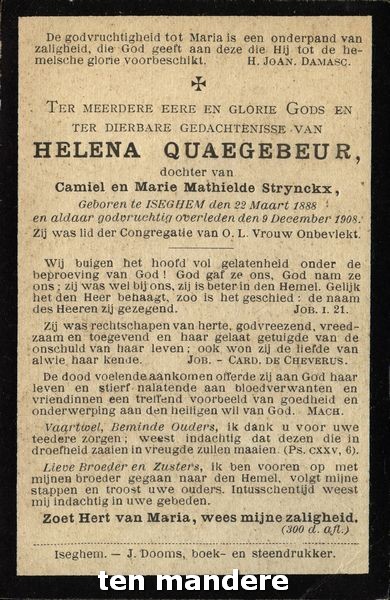 De godvruchtigheid tot Maria is een onderpand van
zaligheid, die God geeft aan deze die Hij tot de he-
melsche glorie voorbeschikt. H. JOAN. DAMASC.
✠
TER MEERDERE EERE EN GLORIE GODS EN
TER DIERBARE GEDACHTENISSE VAN
HELENA QUAEGEBEUR,
dochter van
Camiel en Marie Mathielde Strynckx,
Geboren te ISEGHEM den 22 Maart 1888
en aldaar godvruchtig overleden den 9 December 1908.
Zij was lid der Congregatie van O. L. Vrouw Onbevlekt.
Wij buigen het hoofd vol gelatenheid onder de
beproeving van God ! God gaf ze ons, God nam ze
ons ; zij was wel bij ons, zij is beter in den Hemel. Gelijk
het den Heer behaagt, zoo is het geschied : de naam
des Heeren zij gezegend. JOB. I. 21.
Zij was rechtschapen van herte, godvreezend, vreed-
zaam en toegevend en haar gelaat getuigde van de
onschuld van haar leven ; ook won zij de liefde van
alwie haar kende. JOB. - CARD. DE CHEVERUS.
De dood voelende aankomen offerde zij aan God haar
leven en stierf nalatende aan bloedverwanten en
vriendinnen een treffend voorbeeld van goedheid en
onderwerping aan den heiligen wil van God. MACH.
Vaartwel, Beminde Ouders, ik dank u voor uwe
teedere zorgen ; weest indachtig dat dezen die in
droefheid zaaien in vreugde zullen maaien. (Ps. CXXV, 6).
Lieve Broeder en Zusters, ik ben vooren op met
mijnen broeder gegaan naar den Hemel, volgt mijne
stappen en troost uwe ouders. Intusschentijd weest
mij indachtig in uwe gebeden.
Zoet Hert van Maria, wees mijne zaligheid.
(300 d. afl.)
Iseghem. — J. Dooms, boek- en steendrukker.
ten mandere